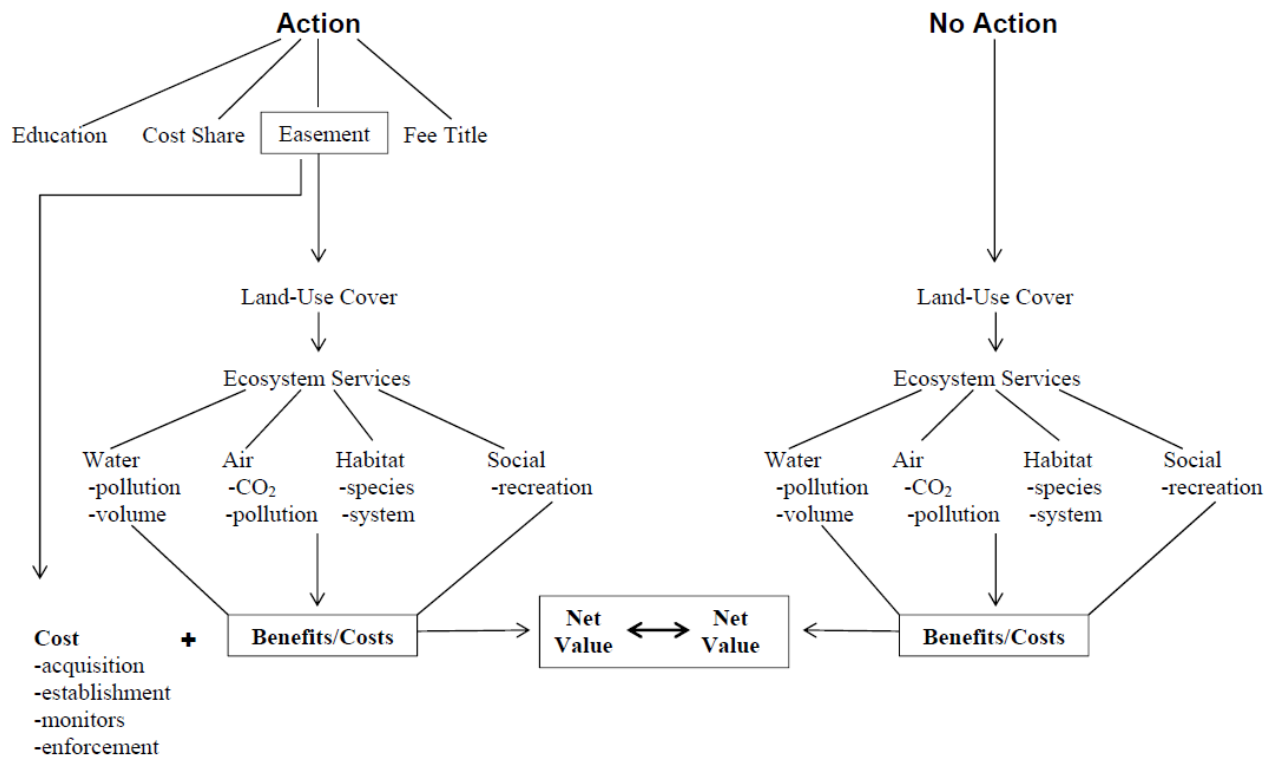 Action
No Action
Education
Cost Share
Easement
Fee Title
Land-Use Cover
Land-Use Cover
Ecosystem Services
Ecosystem Services
Water
-pollution
-volume
Air
-CO₂
-pollution
Habitat
-species
-system
Social
-recreation
Water
-pollution
-volume
Air
-CO₂
-pollution
Habitat
-species
-system
Social
-recreation
Cost
-acquisition
-establishment
-monitors
-enforcement
+
Benefits/Costs
Net
Value
Net
Value
Benefits/Costs